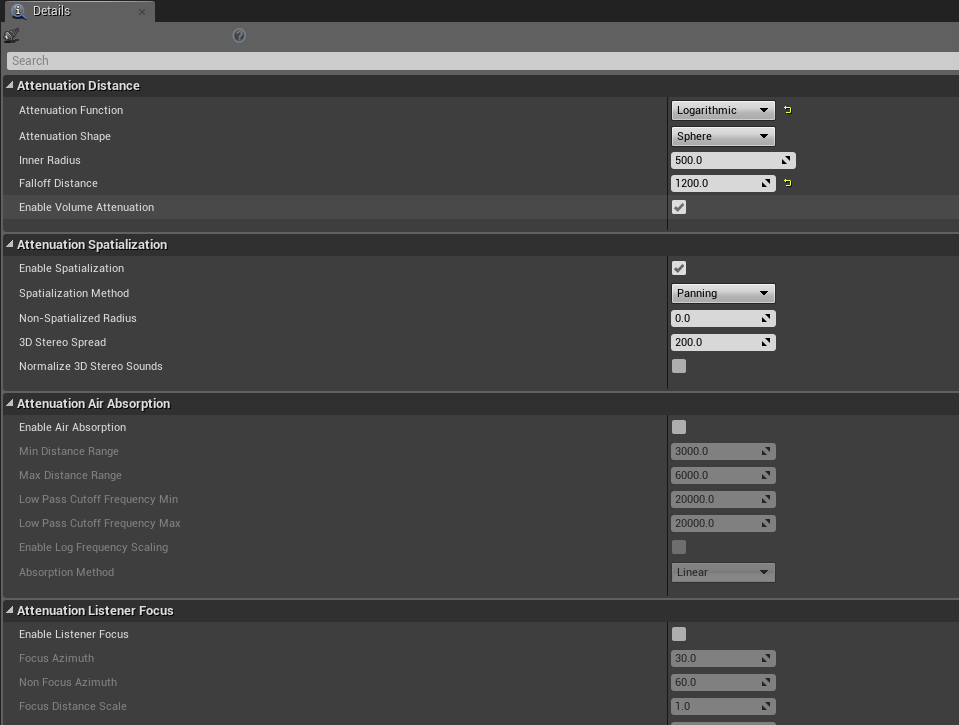 Details
Search
Attenuation Distance
Attenuation Function Logarithmic
Attenuation Shape Sphere
Inner Radius 500.0
Falloff Distance 1200.0
Enable Volume Attenuation
Attenuation Spatialization
Enable Spatialization
Spatialization Method Panning
Non-Spatialized Radius 0.0
3D Stereo Spread 200.0
Normalize 3D Stereo Sounds
Attenuation Air Absorption
Enable Air Absorption
Min Distance Range 3000.0
Max Distance Range 6000.0
Low Pass Cutoff Frequency Min 20000.0
Low Pass Cutoff Frequency Max 20000.0
Enable Log Frequency Scaling
Absorption Method Linear
Attenuation Listener Focus
Enable Listener Focus
Focus Azimuth 30.0
Non Focus Azimuth 60.0
Focus Distance Scale 1.0